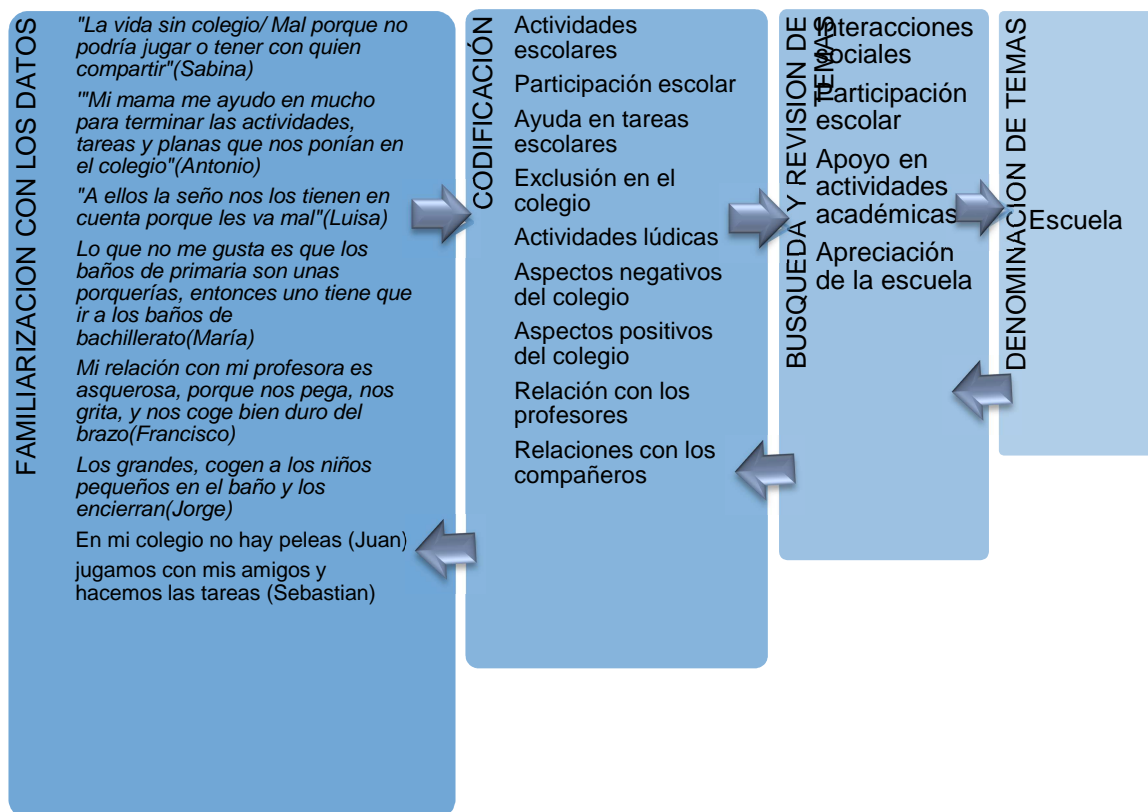 FAMILIARIZACION CON LOS DATOS
"La vida sin colegio/ Mal porque no
podría jugar o tener con quien
compartir"(Sabina)
'"Mi mama me ayudo en mucho
para terminar las actividades,
tareas y planas que nos ponían en
el colegio"(Antonio)
"A ellos la seño nos los tienen en
cuenta porque les va mal"(Luisa)
Lo que no me gusta es que los
baños de primaria son unas
porquerías, entonces uno tiene que
ir a los baños de
bachillerato(María)
Mi relación con mi profesora es
asquerosa, porque nos pega, nos
grita, y nos coge bien duro del
brazo(Francisco)
Los grandes, cogen a los niños
pequeños en el baño y los
encierran(Jorge)
En mi colegio no hay peleas (Juan)
jugamos con mis amigos y
hacemos las tareas (Sebastian)
CODIFICACIÓN
Actividades
escolares
Participación escolar
Ayuda en tareas
escolares
Exclusión en el
colegio
Actividades lúdicas
Aspectos negativos
del colegio
Aspectos positivos
del colegio
Relación con los
profesores
Relaciones con los
compañeros
BUSQUEDA Y REVISION DE
TEMAS
Interacciones
sociales
Participación
escolar
Apoyo en
actividades
académicas
Apreciación
de la escuela
DENOMINACION DE TEMAS
Escuela